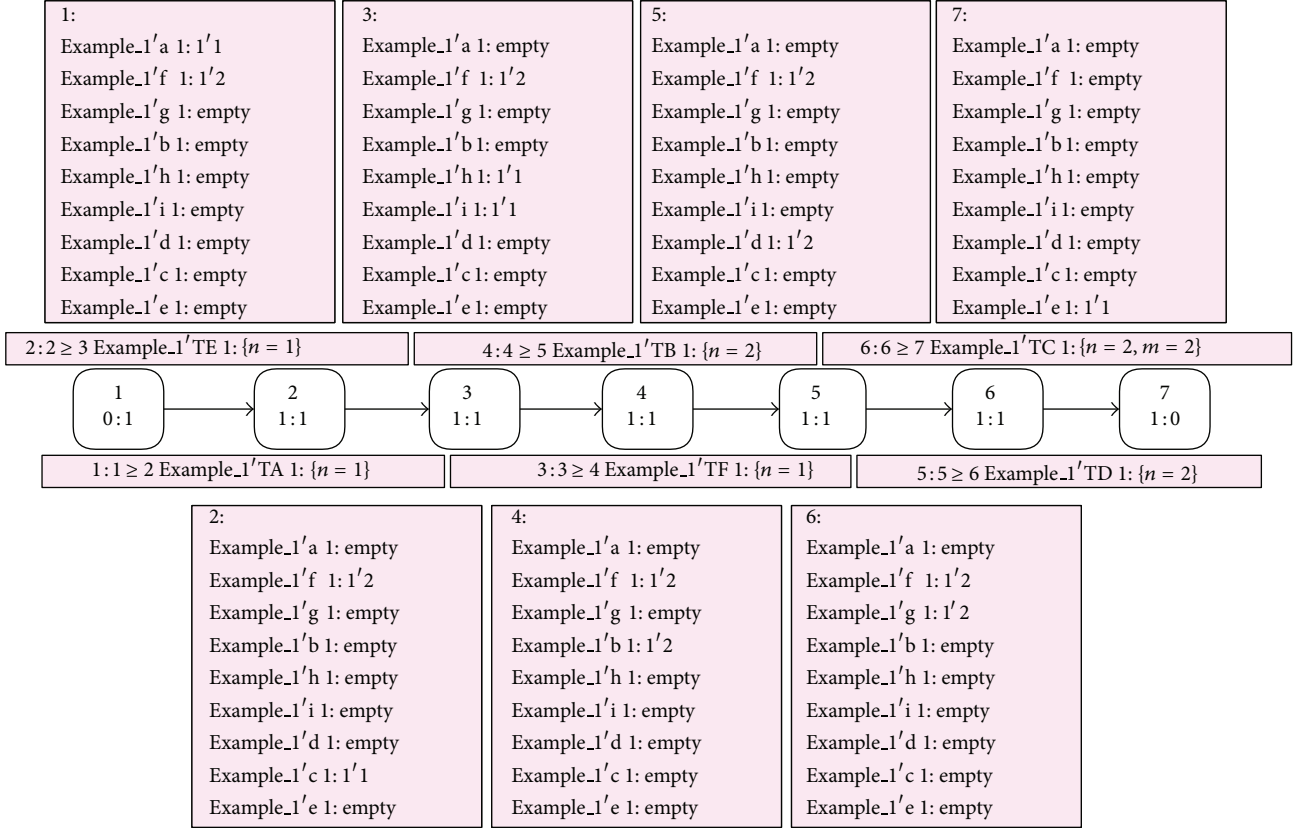 1:
Example_1′a 1: 1′1
Example_1′f 1: 1′2
Example_1′g 1: empty
Example_1′b 1: empty
Example_1′h 1: empty
Example_1′i 1: empty
Example_1′d 1: empty
Example_1′c 1: empty
Example_1′e 1: empty
3:
Example_1′a 1: empty
Example_1′f 1: 1′2
Example_1′g 1: empty
Example_1′b 1: empty
Example_1′h 1: 1′1
Example_1′i 1: 1′1
Example_1′d 1: empty
Example_1′c 1: empty
Example_1′e 1: empty
5:
Example_1′a 1: empty
Example_1′f 1: 1′2
Example_1′g 1: empty
Example_1′b 1: empty
Example_1′h 1: empty
Example_1′i 1: empty
Example_1′d 1: 1′2
Example_1′c 1: empty
Example_1′e 1: empty
7:
Example_1′a 1: empty
Example_1′f 1: empty
Example_1′g 1: empty
Example_1′b 1: empty
Example_1′h 1: empty
Example_1′i 1: empty
Example_1′d 1: empty
Example_1′c 1: empty
Example_1′e 1: 1′1
2:2 ≥ 3 Example_1′TE 1: {n = 1}
4:4 ≥ 5 Example_1′TB 1: {n = 2}
6:6 ≥ 7 Example_1′TC 1: {n = 2, m = 2}
1
0:1
2
1:1
3
1:1
4
1:1
5
1:1
6
1:1
7
1:0
1:1 ≥ 2 Example_1′TA 1: {n = 1}
3:3 ≥ 4 Example_1′TF 1: {n = 1}
5:5 ≥ 6 Example_1′TD 1: {n = 2}
2:
Example_1′a 1: empty
Example_1′f 1: 1′2
Example_1′g 1: empty
Example_1′b 1: empty
Example_1′h 1: empty
Example_1′i 1: empty
Example_1′d 1: empty
Example_1′c 1: 1′1
Example_1′e 1: empty
4:
Example_1′a 1: empty
Example_1′f 1: 1′2
Example_1′g 1: empty
Example_1′b 1: 1′2
Example_1′h 1: empty
Example_1′i 1: empty
Example_1′d 1: empty
Example_1′c 1: empty
Example_1′e 1: empty
6:
Example_1′a 1: empty
Example_1′f 1: 1′2
Example_1′g 1: 1′2
Example_1′b 1: empty
Example_1′h 1: empty
Example_1′i 1: empty
Example_1′d 1: empty
Example_1′c 1: empty
Example_1′e 1: empty